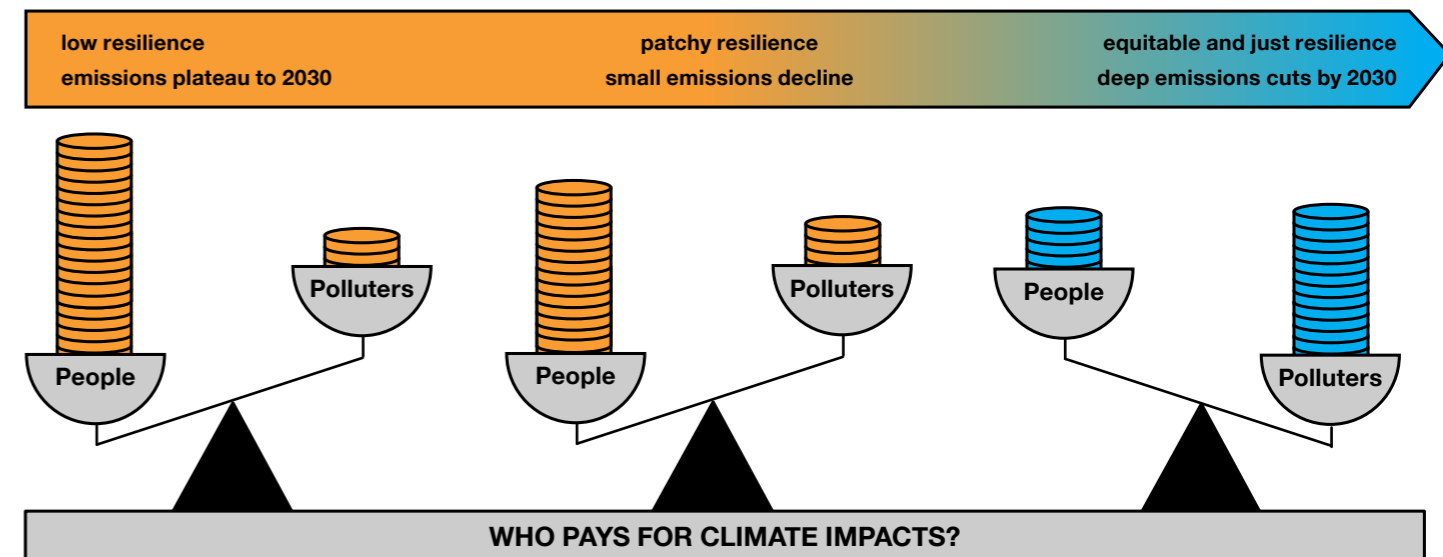 low resilience
emissions plateau to 2030
patchy resilience
small emissions decline
equitable and just resilience
deep emissions cuts by 2030
People
Polluters
People
Polluters
People
Polluters
WHO PAYS FOR CLIMATE IMPACTS?